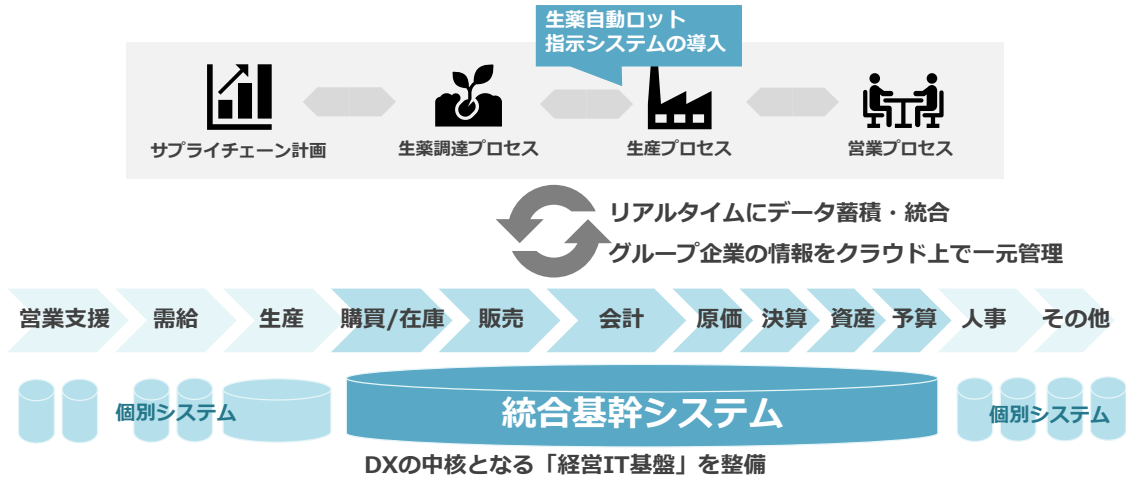 生薬自動ロット
指示システムの導入
サプライチェーン計画
生薬調達プロセス
生産プロセス
営業プロセス
リアルタイムにデータ蓄積・統合
グループ企業の情報をクラウド上で一元管理
営業支援
需給
生産
購買/在庫
販売
会計
原価
決算
資産
予算
人事
その他
個別システム
統合基幹システム
個別システム
DXの中核となる「経営IT基盤」を整備